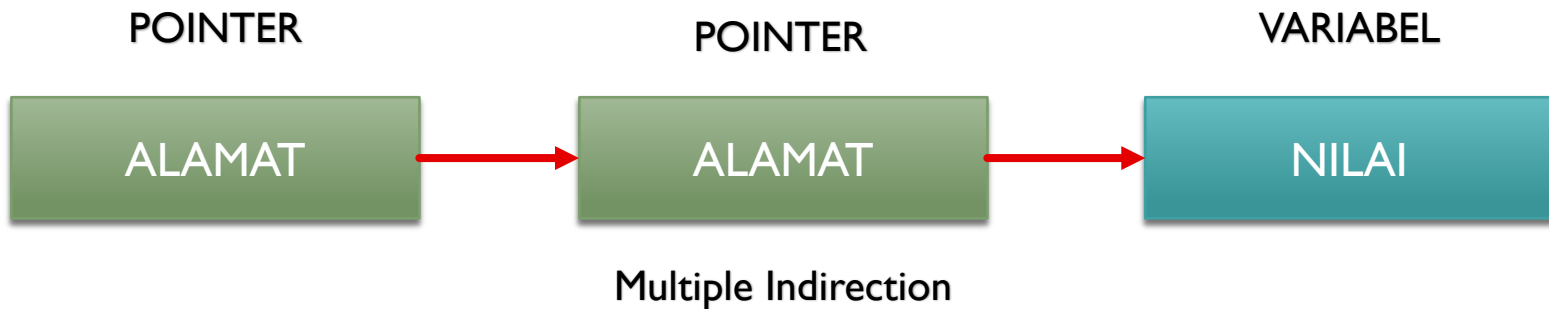 POINTER POINTER VARIABEL
ALAMAT ALAMAT NILAI
Multiple Indirection